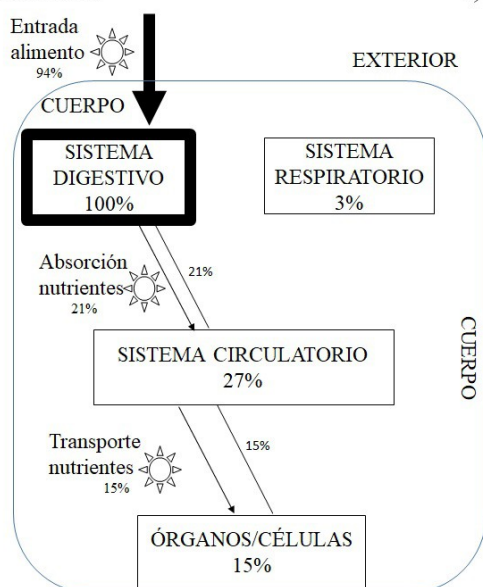 Entrada
alimento
94%
EXTERIOR
CUERPO
SISTEMA
DIGESTIVO
100%
SISTEMA
RESPIRATORIO
3%
Absorción
nutrientes
21%
21%
SISTEMA CIRCULATORIO
27%
CUERPO
Transporte
nutrientes
15%
15%
ÓRGANOS/CÉLULAS
15%